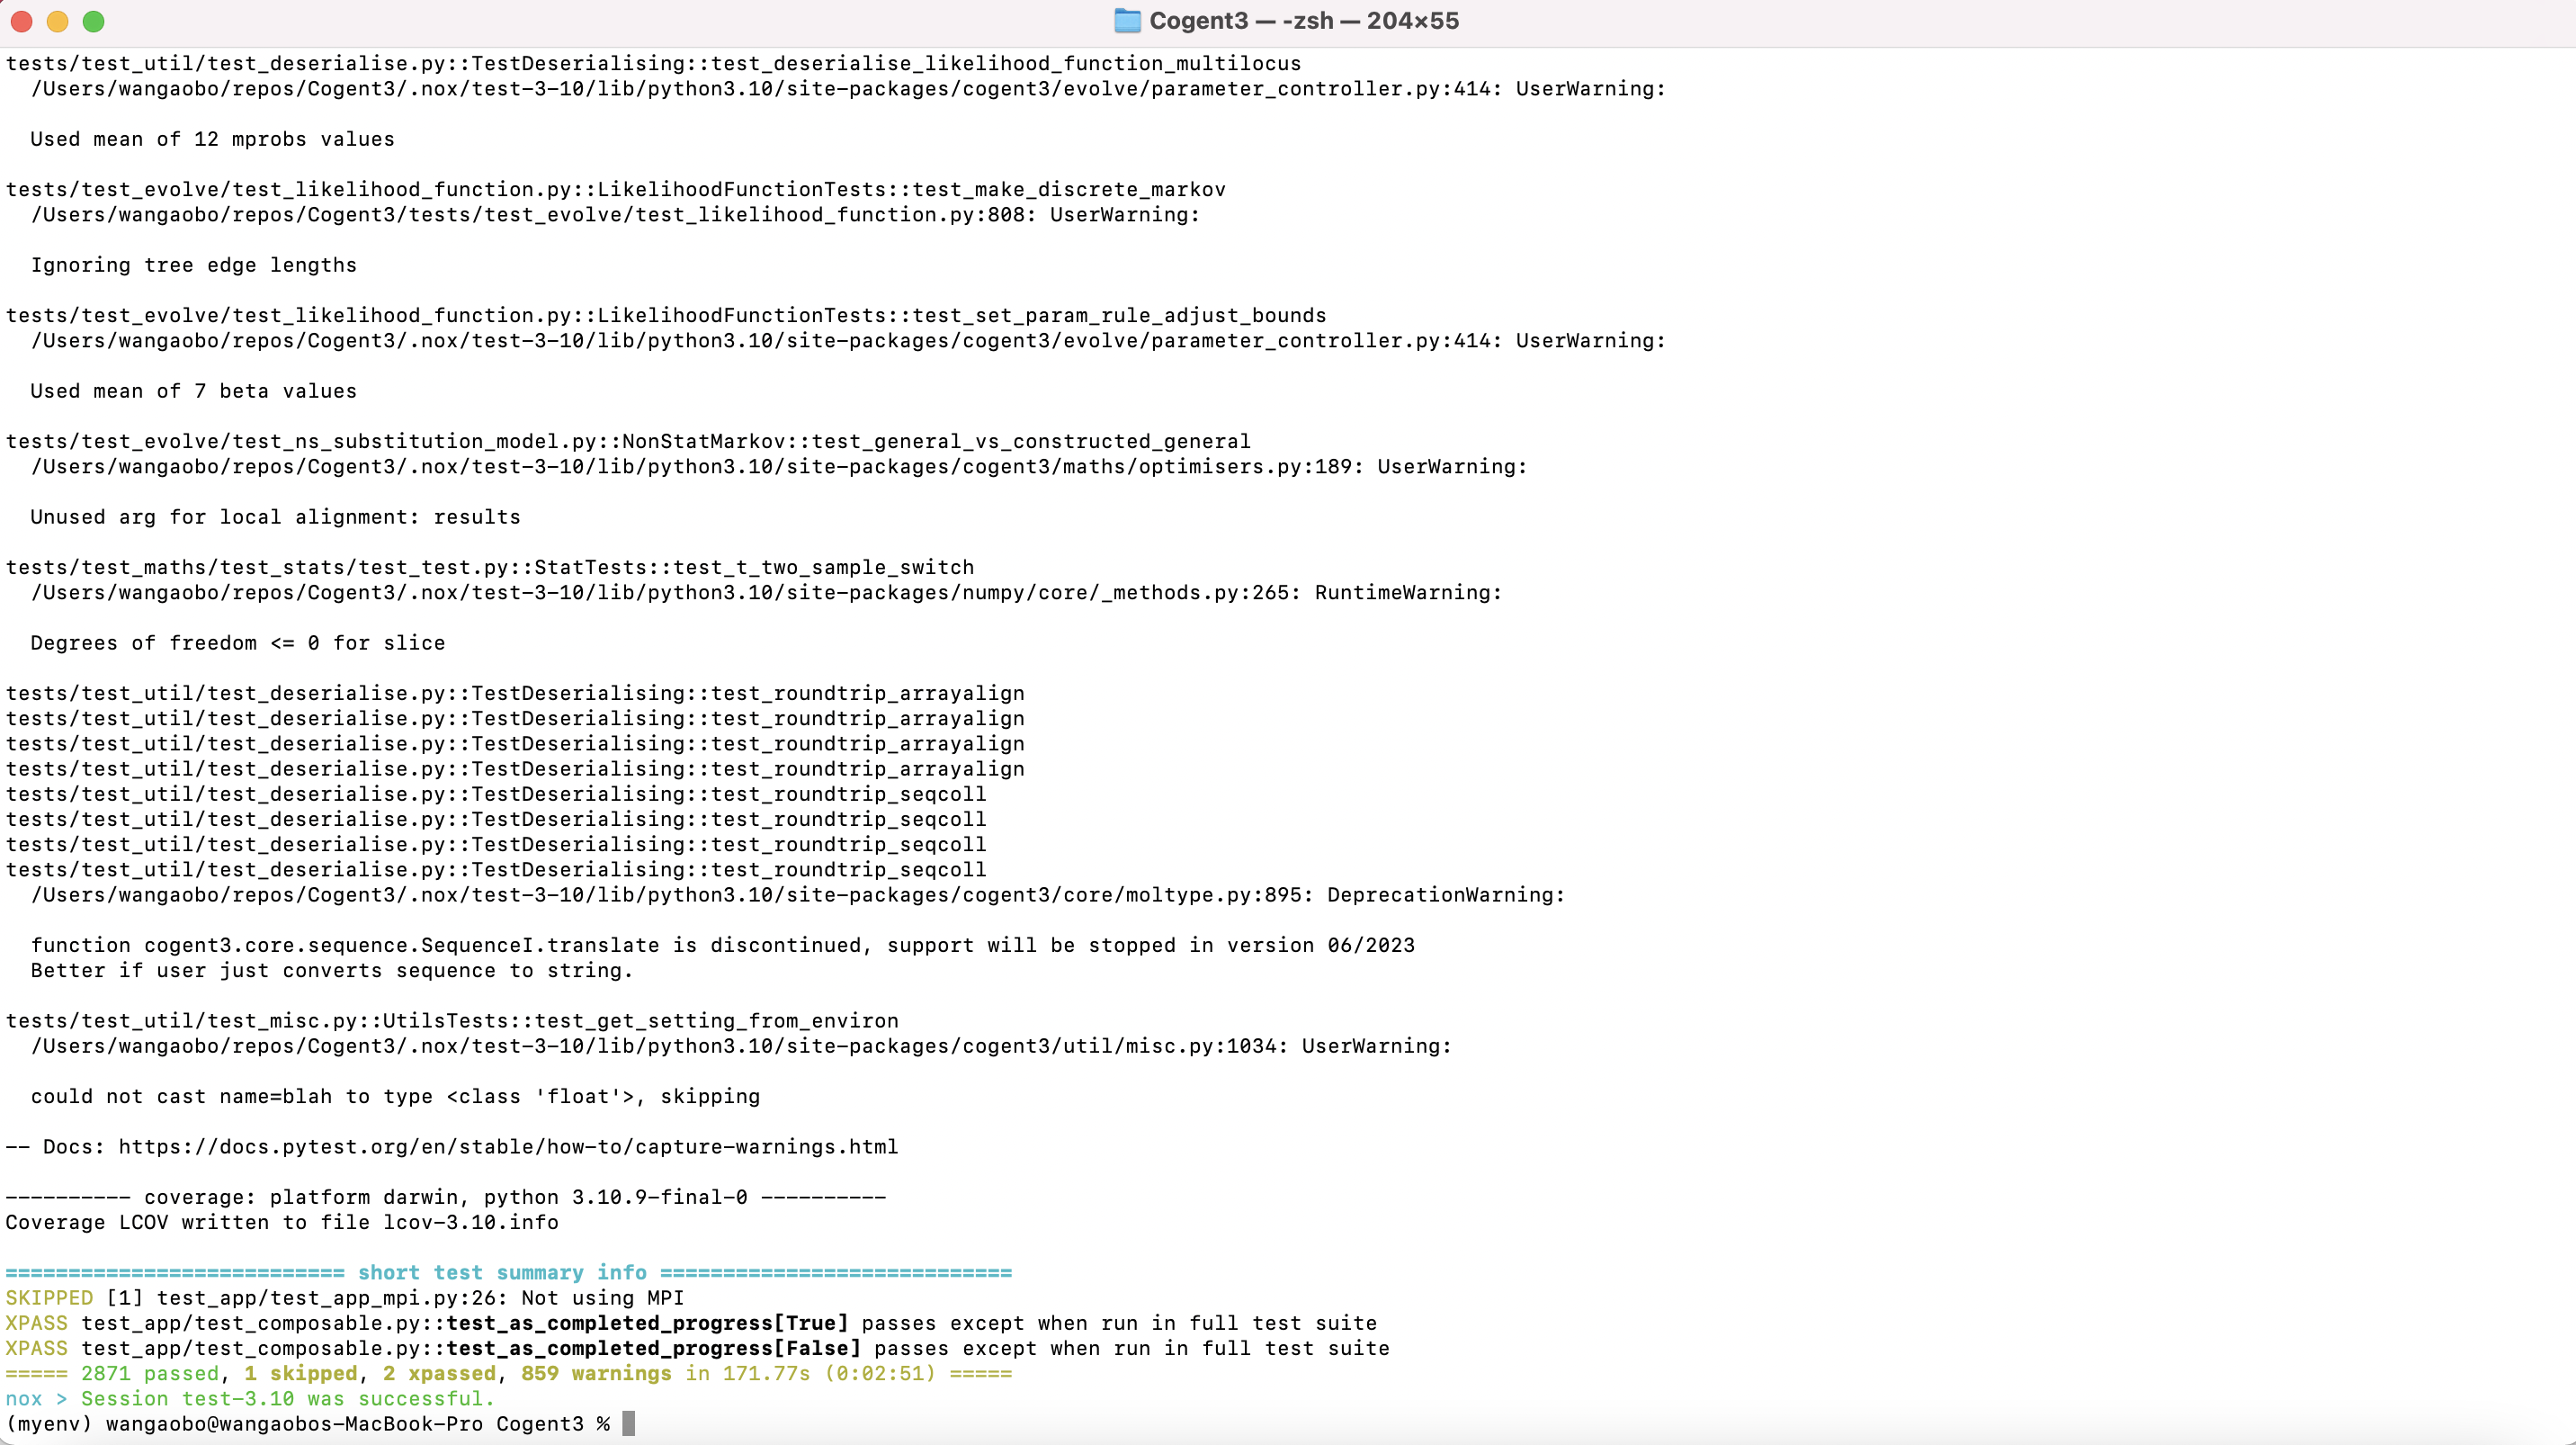 Cogent3 — -zsh — 204×55
tests/test_util/test_deserialise.py::TestDeserialising::test_deserialise_likelihood_function_multilocus
/Users/wangaobo/repos/Cogent3/.nox/test-3-10/lib/python3.10/site-packages/cogent3/evolve/parameter_controller.py:414: UserWarning:
Used mean of 12 mprobs values
tests/test_evolve/test_likelihood_function.py::LikelihoodFunctionTests::test_make_discrete_markov
/Users/wangaobo/repos/Cogent3/tests/test_evolve/test_likelihood_function.py:808: UserWarning:
Ignoring tree edge lengths
tests/test_evolve/test_likelihood_function.py::LikelihoodFunctionTests::test_set_param_rule_adjust_bounds
/Users/wangaobo/repos/Cogent3/.nox/test-3-10/lib/python3.10/site-packages/cogent3/evolve/parameter_controller.py:414: UserWarning:
Used mean of 7 beta values
tests/test_evolve/test_ns_substitution_model.py::NonStatMarkov::test_general_vs_constructed_general
/Users/wangaobo/repos/Cogent3/.nox/test-3-10/lib/python3.10/site-packages/cogent3/maths/optimisers.py:189: UserWarning:
Unused arg for local alignment: results
tests/test_maths/test_stats/test_test.py::StatTests::test_t_two_sample_switch
/Users/wangaobo/repos/Cogent3/.nox/test-3-10/lib/python3.10/site-packages/numpy/core/_methods.py:265: RuntimeWarning:
Degrees of freedom <= 0 for slice
tests/test_util/test_deserialise.py::TestDeserialising::test_roundtrip_arrayalign
tests/test_util/test_deserialise.py::TestDeserialising::test_roundtrip_arrayalign
tests/test_util/test_deserialise.py::TestDeserialising::test_roundtrip_arrayalign
tests/test_util/test_deserialise.py::TestDeserialising::test_roundtrip_arrayalign
tests/test_util/test_deserialise.py::TestDeserialising::test_roundtrip_seqcoll
tests/test_util/test_deserialise.py::TestDeserialising::test_roundtrip_seqcoll
tests/test_util/test_deserialise.py::TestDeserialising::test_roundtrip_seqcoll
tests/test_util/test_deserialise.py::TestDeserialising::test_roundtrip_seqcoll
/Users/wangaobo/repos/Cogent3/.nox/test-3-10/lib/python3.10/site-packages/cogent3/core/moltype.py:895: DeprecationWarning:
function cogent3.core.sequence.SequenceI.translate is discontinued, support will be stopped in version 06/2023
Better if user just converts sequence to string.
tests/test_util/test_misc.py::UtilsTests::test_get_setting_from_environ
/Users/wangaobo/repos/Cogent3/.nox/test-3-10/lib/python3.10/site-packages/cogent3/util/misc.py:1034: UserWarning:
could not cast name=blah to type <class 'float'>, skipping
-- Docs: https://docs.pytest.org/en/stable/how-to/capture-warnings.html
---------- coverage: platform darwin, python 3.10.9-final-0 ----------
Coverage LCOV written to file lcov-3.10.info
=========================== short test summary info ============================
SKIPPED [1] test_app/test_app_mpi.py:26: Not using MPI
XPASS test_app/test_composable.py::test_as_completed_progress[True] passes except when run in full test suite
XPASS test_app/test_composable.py::test_as_completed_progress[False] passes except when run in full test suite
===== 2871 passed, 1 skipped, 2 xpassed, 859 warnings in 171.77s (0:02:51) =====
nox > Session test-3.10 was successful.
(myenv) wangaobo@wangaobos-MacBook-Pro Cogent3 %